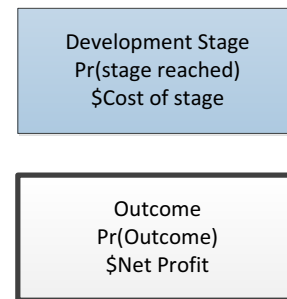 Development Stage
Pr(stage reached)
$Cost of stage
Outcome
Pr(Outcome)
$Net Profit